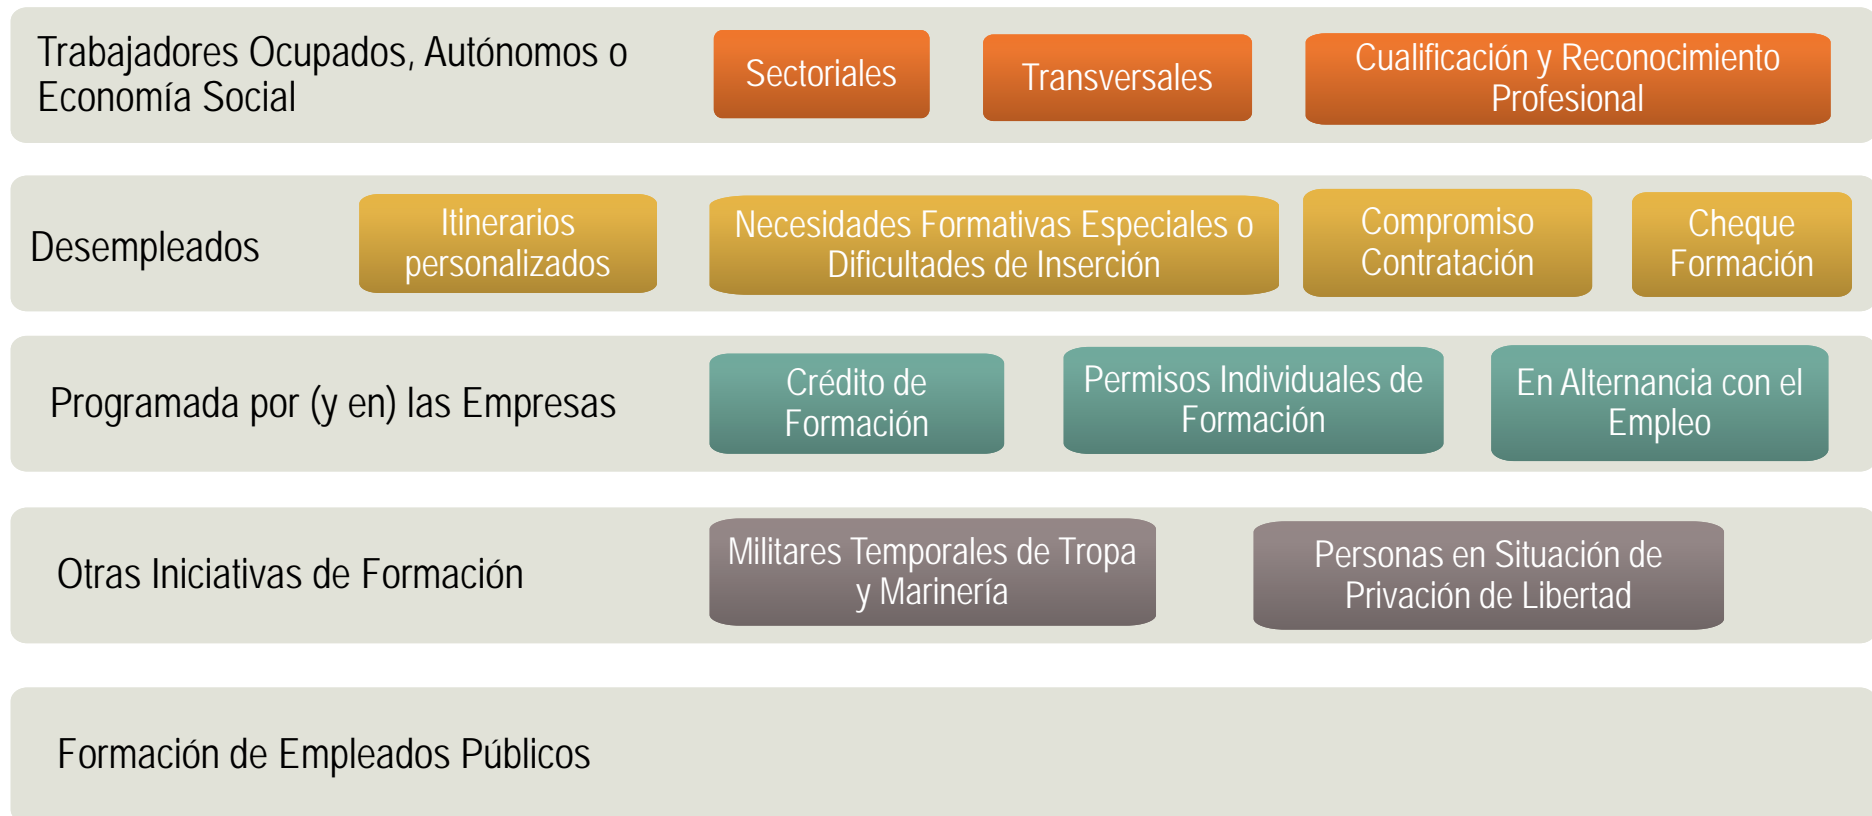 Trabajadores Ocupados, Autónomos o
Economía Social
Sectoriales
Transversales
Cualificación y Reconocimiento
Profesional
Desempleados
Itinerarios
personalizados
Necesidades Formativas Especiales o
Dificultades de Inserción
Compromiso
Contratación
Cheque
Formación
Programada por (y en) las Empresas
Crédito de
Formación
Permisos Individuales de
Formación
En Alternancia con el
Empleo
Otras Iniciativas de Formación
Militares Temporales de Tropa
y Marinería
Personas en Situación de
Privación de Libertad
Formación de Empleados Públicos